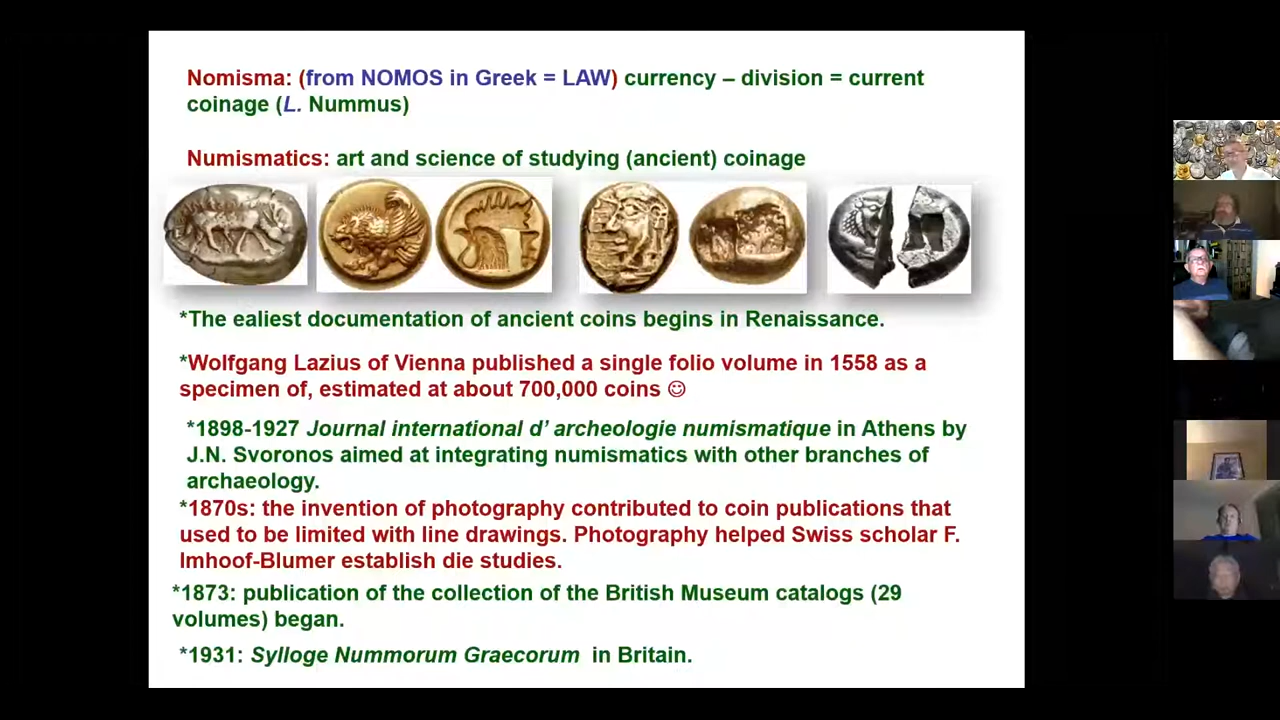 Nomisma: (from NOMOS in Greek = LAW) currency – division = current
coinage (L. Nummus)
Numismatics: art and science of studying (ancient) coinage
*The ealiest documentation of ancient coins begins in Renaissance.
*Wolfgang Lazius of Vienna published a single folio volume in 1558 as a
specimen of, estimated at about 700,000 coins ☺
*1898-1927 Journal international d’ archeologie numismatique in Athens by
J.N. Svoronos aimed at integrating numismatics with other branches of
archaeology.
*1870s: the invention of photography contributed to coin publications that
used to be limited with line drawings. Photography helped Swiss scholar F.
Imhoof-Blumer establish die studies.
*1873: publication of the collection of the British Museum catalogs (29
volumes) began.
*1931: Sylloge Nummorum Graecorum in Britain.